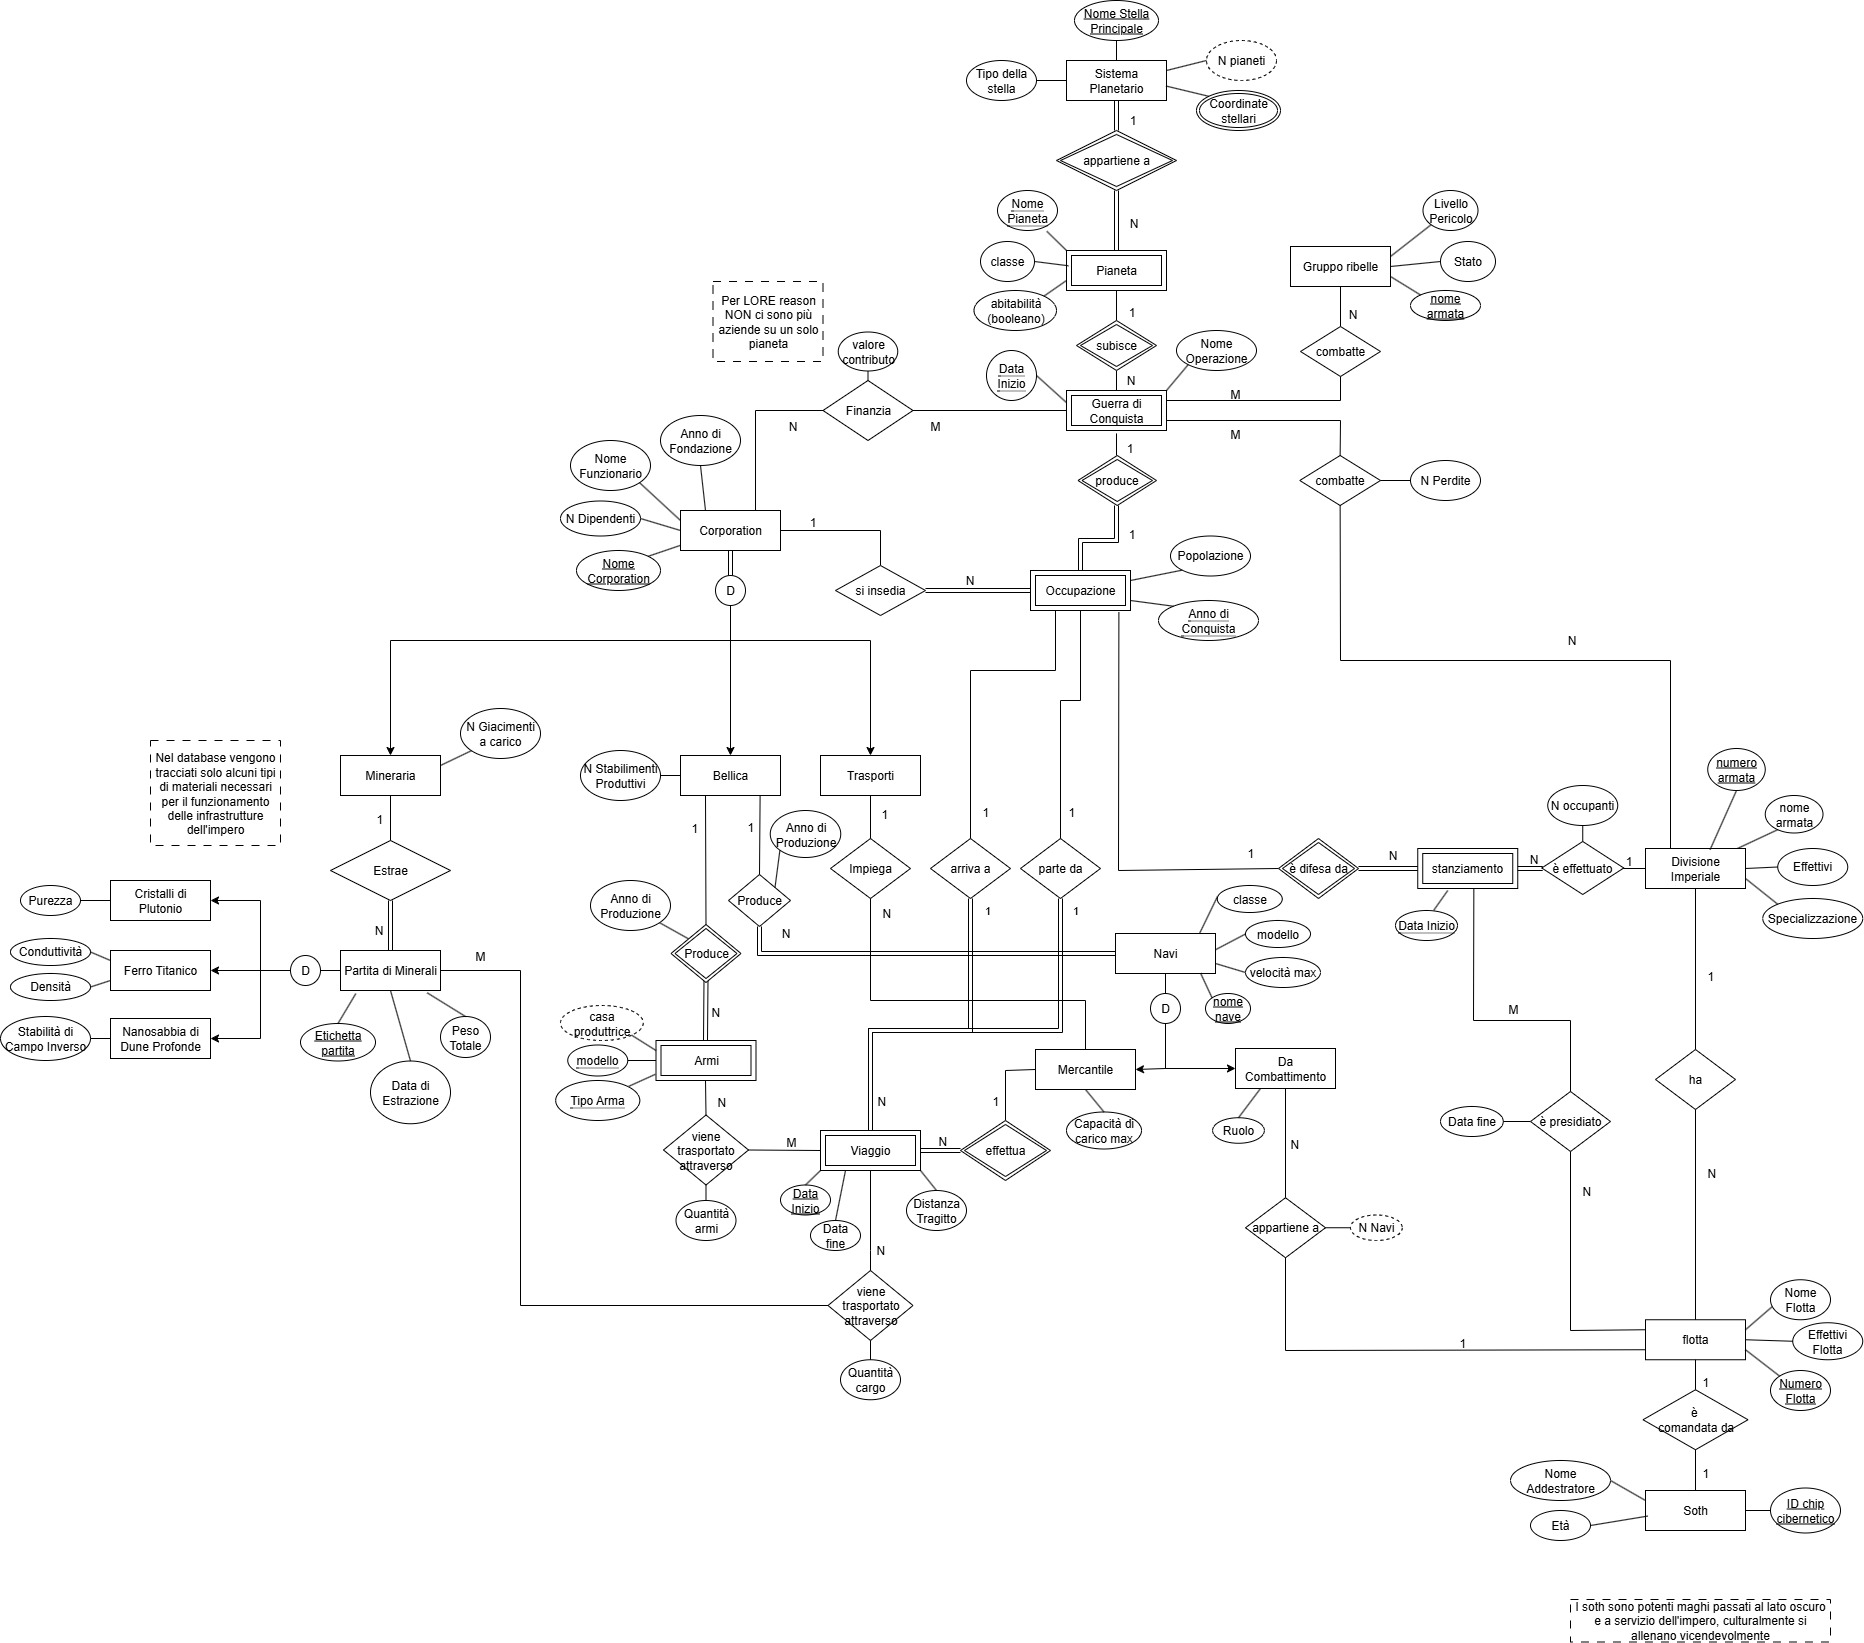 Nome Stella
Principale
Tipo della
stella
Sistema
Planetario
N pianeti
Coordinate
stellari
1
appartiene a
N
Nome
Pianeta
classe
abitabilità
(booleano)
Pianeta
1
subisce
N
Livello
Pericolo
Gruppo ribelle
Stato
nome
armata
N
combatte
M
Per LORE reason
NON ci sono più
aziende su un solo
pianeta
valore
contributo
Finanzia
N
M
Data
Inizio
Nome
Operazione
Guerra di
Conquista
M
combatte
N Perdite
N
1
produce
1
Anno di
Fondazione
Nome
Funzionario
N Dipendenti
Nome
Corporation
Corporation
1
D
si insedia
N
Occupazione
Popolazione
Anno di
Conquista
N Giacimenti
a carico
Nel database vengono
tracciati solo alcuni tipi
di materiali necessari
per il funzionamento
delle infrastrutture
dell'impero
Mineraria
N Stabilimenti
Produttivi
Bellica
Trasporti
1
1
1
1
1
1
Anno di
Produzione
Estrae
Impiega
arriva a
parte da
N
1
1
Produce
N
Anno di
Produzione
Produce
N
1
è difesa da
N
stanziamento
Data Inizio
N
N occupanti
è effettuato
1
numero
armata
nome
armata
Divisione
Imperiale
Effettivi
Specializzazione
Purezza
Cristalli di
Plutonio
N
Conduttività
Densità
Ferro Titanico
D
Partita di Minerali
M
Stabilità di
Campo Inverso
Nanosabbia di
Dune Profonde
Etichetta
partita
Data di
Estrazione
Peso
Totale
classe
modello
Navi
velocità max
nome
nave
D
1
M
casa
produttrice
modello
Tipo Arma
Armi
N
viene
trasportato
attraverso
Quantità
armi
M
Viaggio
N
Data
Inizio
Data
fine
Distanza
Tragitto
N
effettua
1
Mercantile
Capacità di
carico max
Da
Combattimento
Ruolo
N
appartiene a
N Navi
Data fine
è presidiato
N
ha
N
N
viene
trasportato
attraverso
Quantità
cargo
1
flotta
Nome
Flotta
Effettivi
Flotta
Numero
Flotta
1
è
comandata da
1
Nome
Addestratore
Età
Soth
ID chip
cibernetico
I soth sono potenti maghi passati al lato oscuro
e a servizio dell'impero, culturalmente si
allenano vicendevolmente